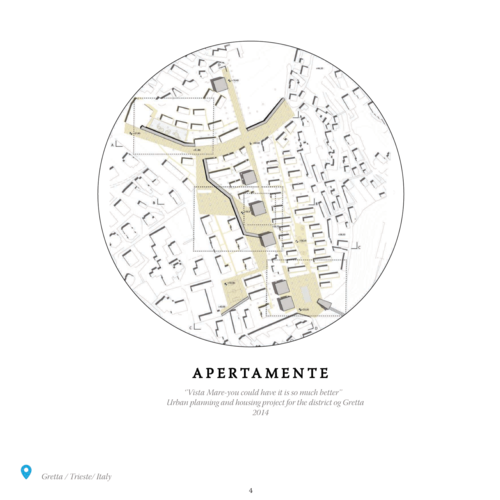 APERTAMENTE
"Vista Mare-you could have it is so much better"
Urban planning and housing project for the district og Gretta
2014
Gretta / Trieste/ Italy
4